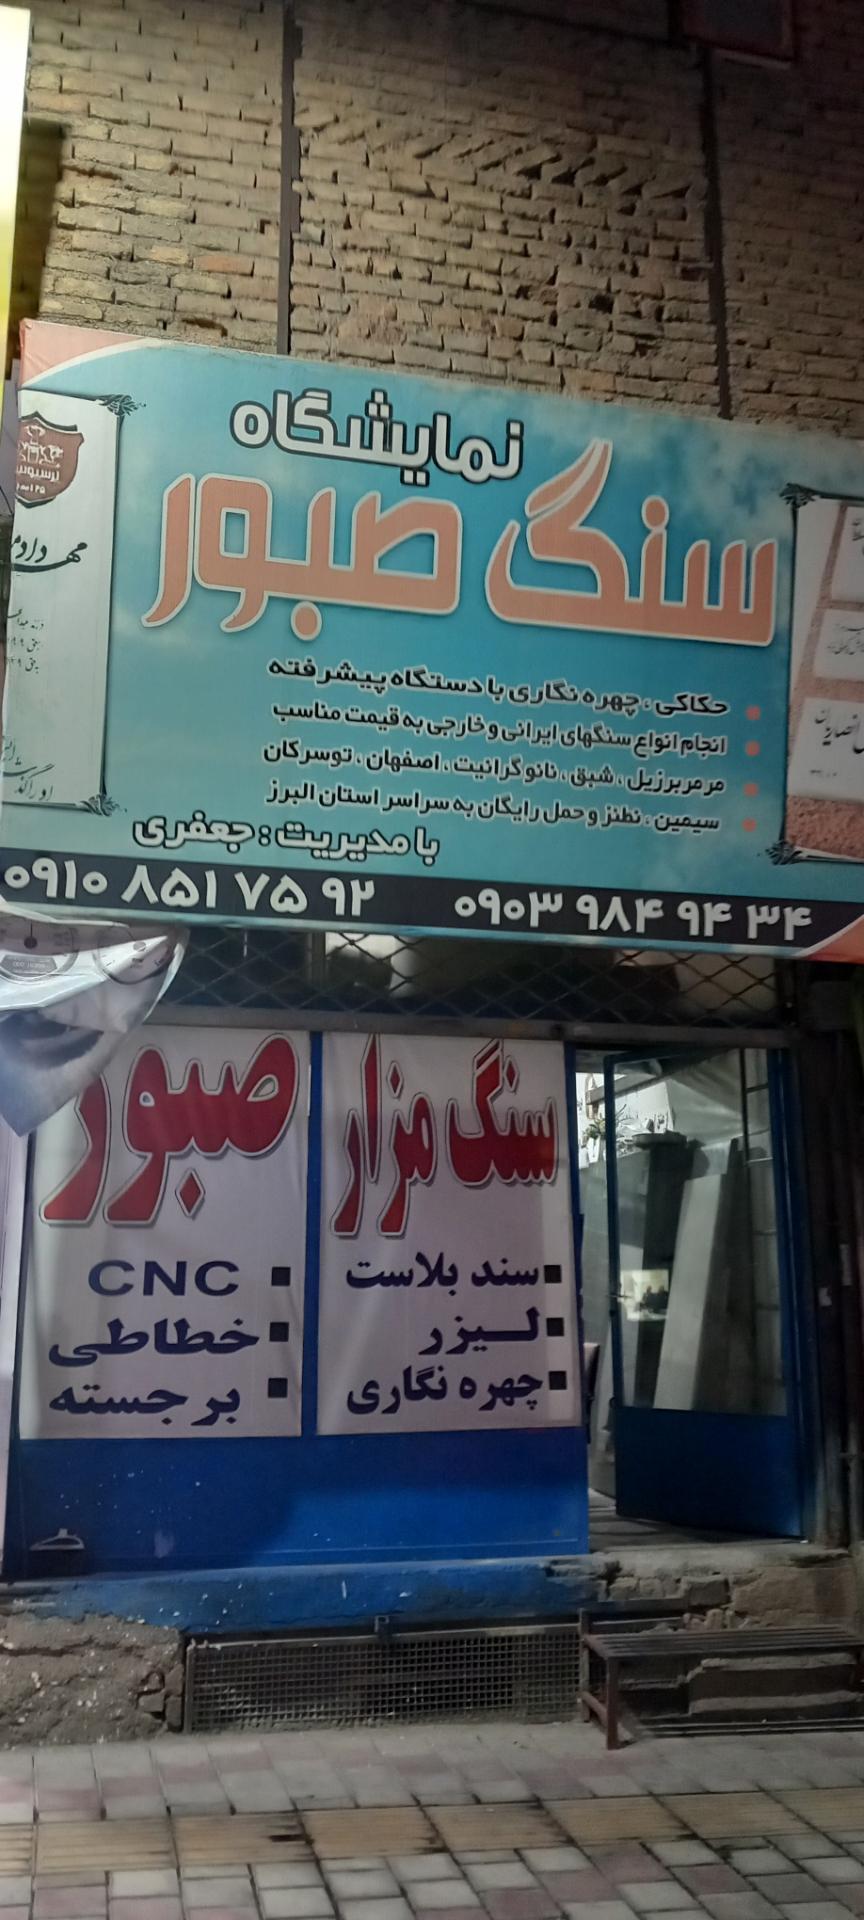 نمایشگاه
سنگ صبور
حکاکی، چهره نگاری با دستگاه پیشرفته
انجام انواع سنگهای ایرانی و خارجی به قیمت مناسب
مرمر برزیل، شبق، نانو گرانیت، اصفهان، توسرکان
سیمین، نطنز و حمل رایگان به سراسر استان البرز
با مدیریت: جعفری
۰۹۱۰ ۸۵۱ ۷۵ ۹۲
۰۹۰۳ ۹۸۴ ۹۴ ۳۴
سنگ مزار
صبور
سند بلاست
لیزر
چهره نگاری
CNC
خطاطی
برجسته